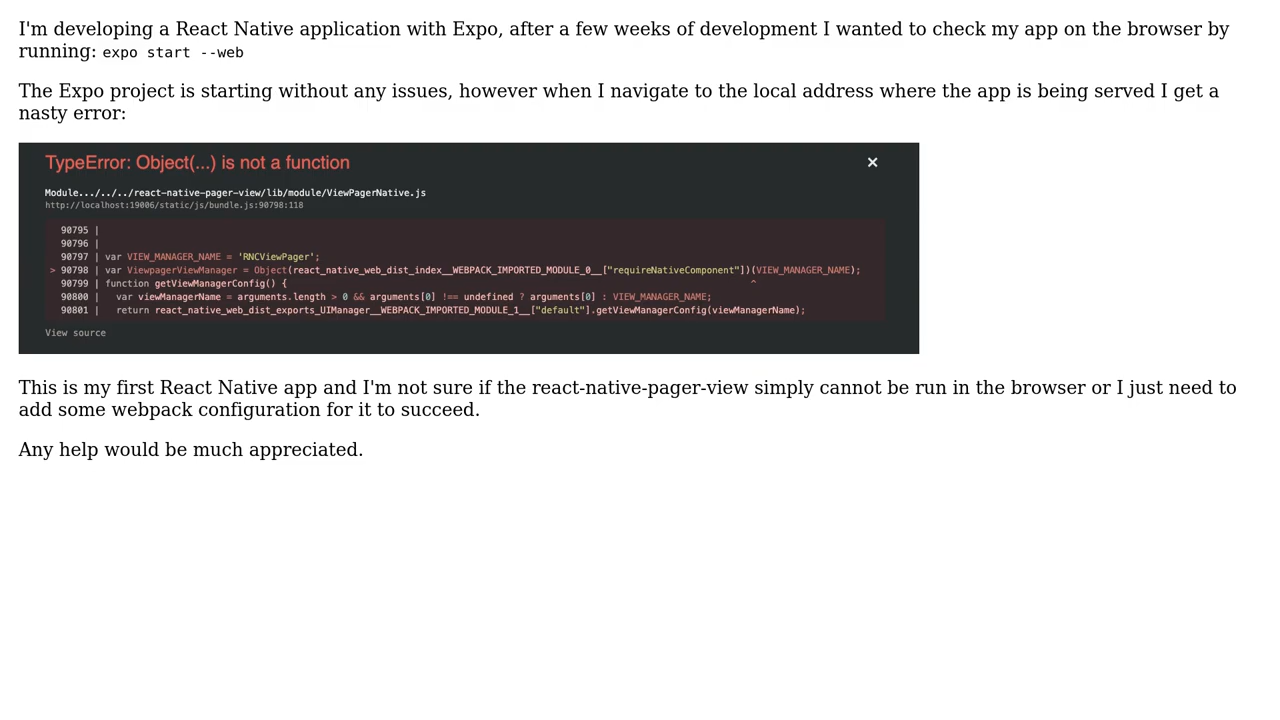 I'm developing a React Native application with Expo, after a few weeks of development I wanted to check my app on the browser by
running: expo start --web
The Expo project is starting without any issues, however when I navigate to the local address where the app is being served I get a
nasty error:
TypeError: Object(...) is not a function
×
Module.../../../react-native-pager-view/lib/module/ViewPagerNative.js
http://localhost:19006/static/js/bundle.js:90798:118
90795 |
90796 |
90797 | var VIEW_MANAGER_NAME = 'RNCViewPager';
> 90798 | var ViewpagerViewManager = Object(react_native_web_dist_index__WEBPACK_IMPORTED_MODULE_0__["requireNativeComponent"])(VIEW_MANAGER_NAME);
90799 | function getViewManagerConfig() { ^
90800 | var viewManagerName = arguments.length > 0 && arguments[0] !== undefined ? arguments[0] : VIEW_MANAGER_NAME;
90801 | return react_native_web_dist_exports_UIManager__WEBPACK_IMPORTED_MODULE_1__["default"].getViewManagerConfig(viewManagerName);
View source
This is my first React Native app and I'm not sure if the react-native-pager-view simply cannot be run in the browser or I just need to
add some webpack configuration for it to succeed.
Any help would be much appreciated.